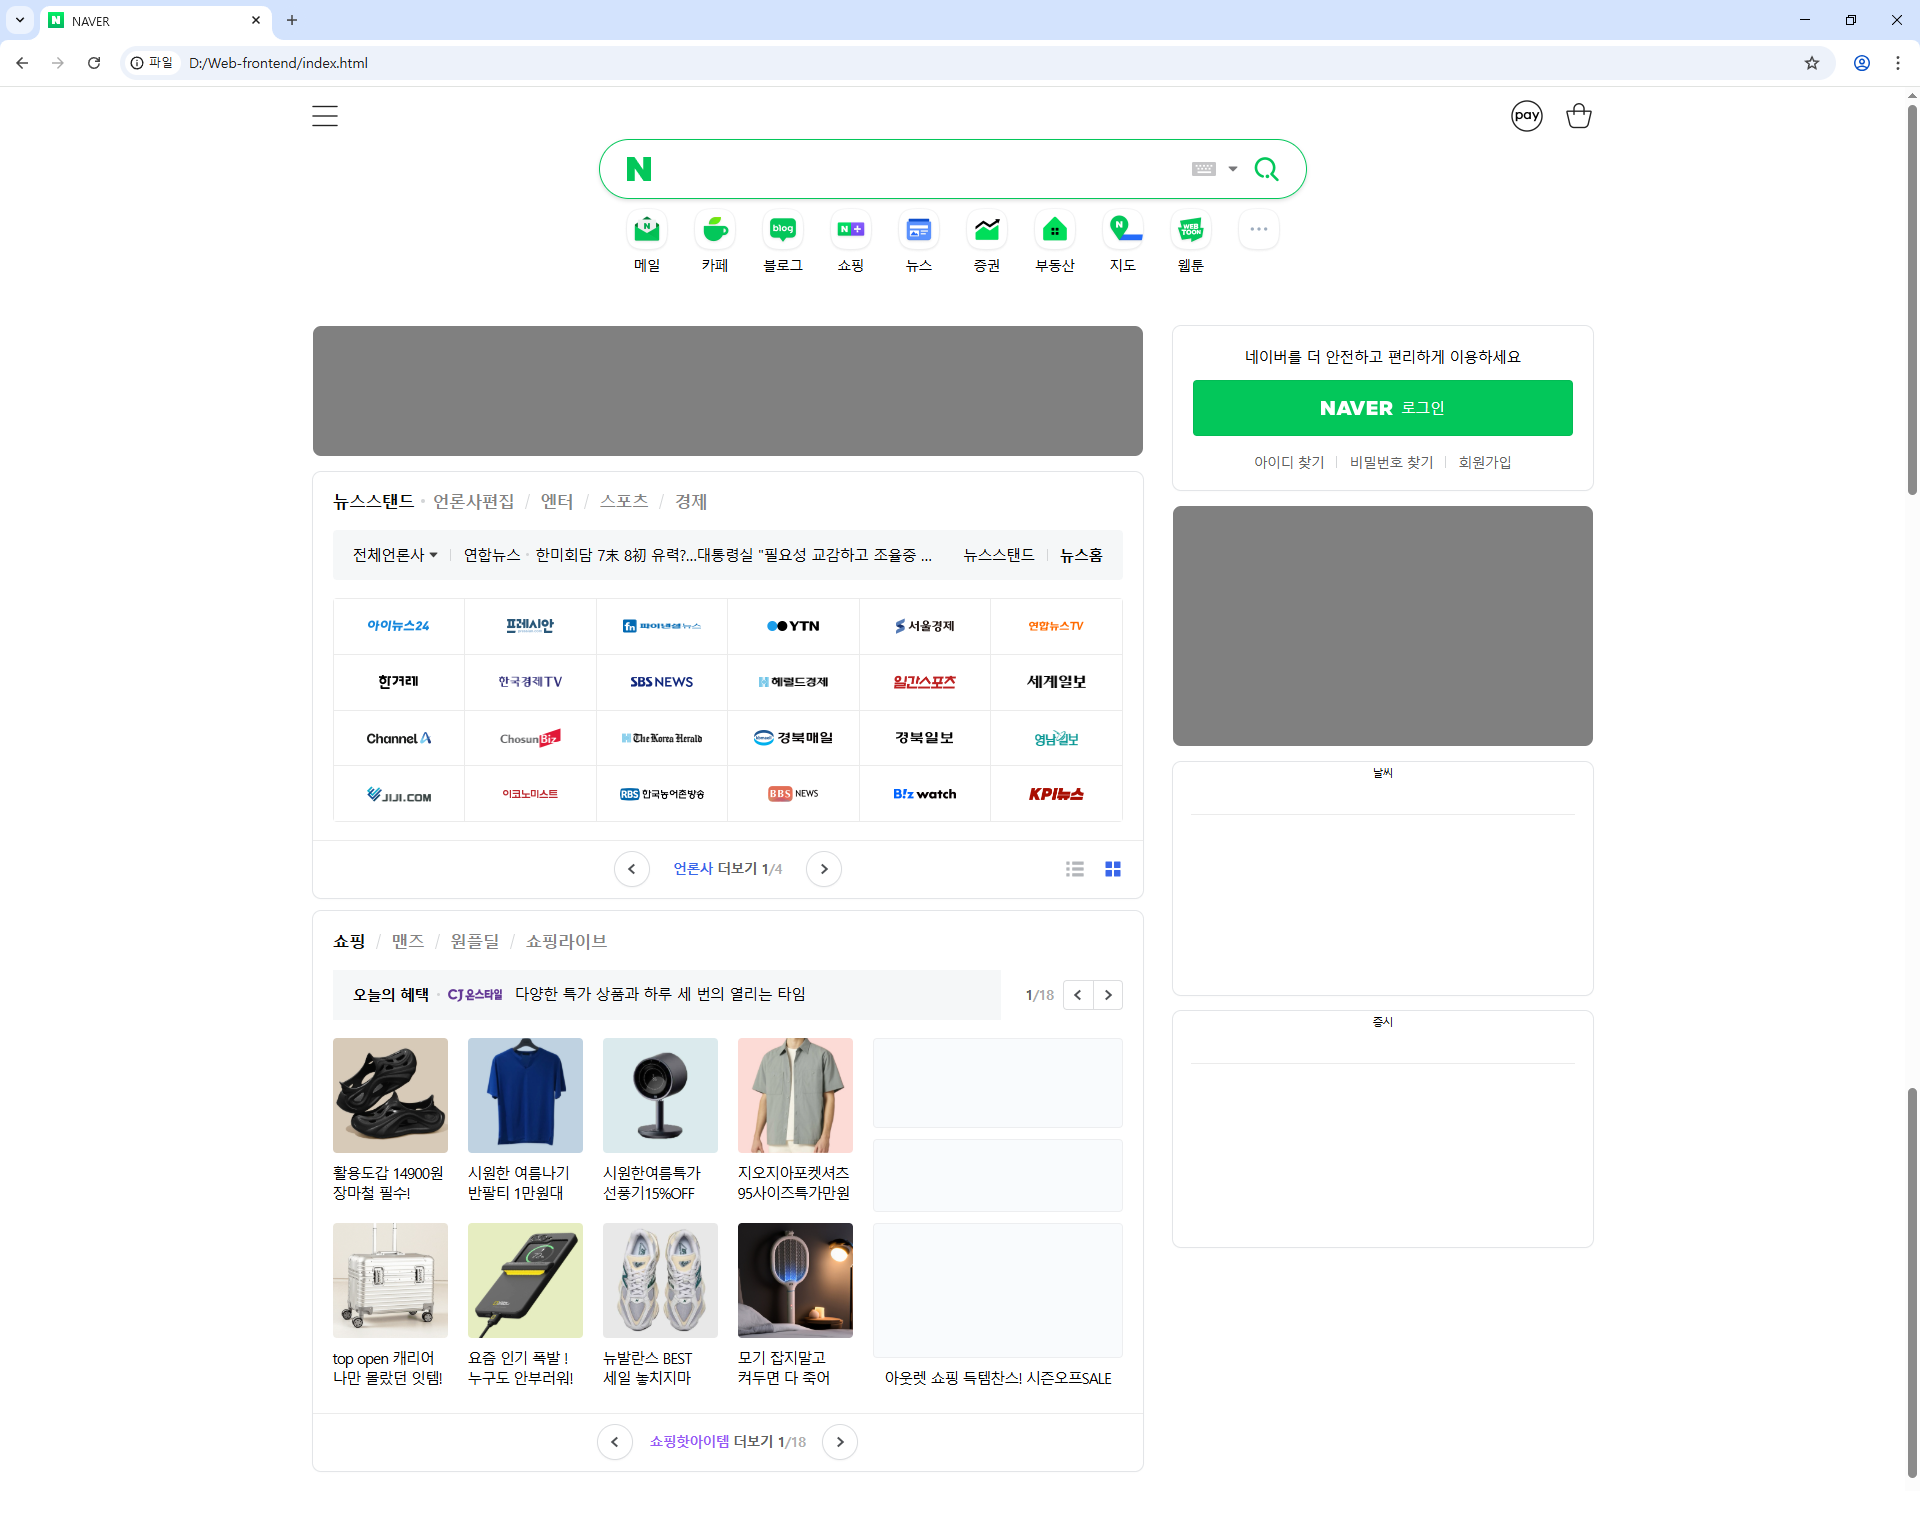 NAVER
파일 D:/Web-frontend/index.html
pay
N
N blog N + N WEB TOON
메일 카페 블로그 쇼핑 뉴스 증권 부동산 지도 웹툰
네이버를 더 안전하고 편리하게 이용하세요
NAVER 로그인
아이디 찾기 비밀번호 찾기 회원가입
뉴스스탠드 · 언론사편집 / 엔터 / 스포츠 / 경제
전체언론사 연합뉴스 · 한미회담 7末 8初 유력?...대통령실 "필요성 교감하고 조율중 ... 뉴스스탠드 뉴스홈
아이뉴스24 프레시안 fn 파이낸셜뉴스 YTN 서울경제 연합뉴스TV
한겨레 한국경제TV SBS NEWS H 헤럴드경제 일간스포츠 세계일보
Channel A ChosunBiz H The Korea Herald 경북매일 경북일보 영남일보
JIJI.COM 이코노미스트 RBS 한국농어촌방송 BBS NEWS B!z watch KPI뉴스
언론사 더보기 1/4
쇼핑 / 맨즈 / 원플딜 / 쇼핑라이브
오늘의 혜택 · CJ온스타일 다양한 특가 상품과 하루 세 번의 열리는 타임 1/18
활용도갑 14900원
장마철 필수!
시원한 여름나기
반팔티 1만원대
시원한여름특가
선풍기15%OFF
지오지아포켓셔츠
95사이즈특가만원
top open 캐리어
나만 몰랐던 잇템!
요즘 인기 폭발 !
누구도 안부러워!
뉴발란스 BEST
세일 놓치지마
모기 잡지말고
켜두면 다 죽어
아웃렛 쇼핑 득템찬스! 시즌오프SALE
쇼핑핫아이템 더보기 1/18
날씨
증시